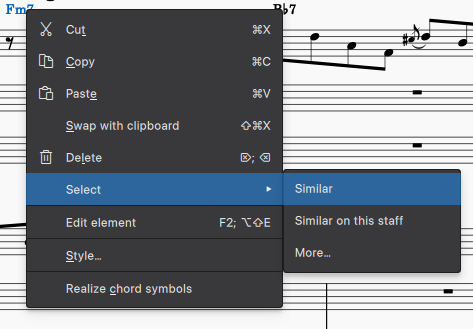 Fm7 B♭7
Cut ⌘X
Copy ⌘C
Paste ⌘V
Swap with clipboard ⇧⌘X
Delete ⌦; ⌫
Select
Similar
Similar on this staff
More...
Edit element F2; ⌥⇧E
Style...
Realize chord symbols